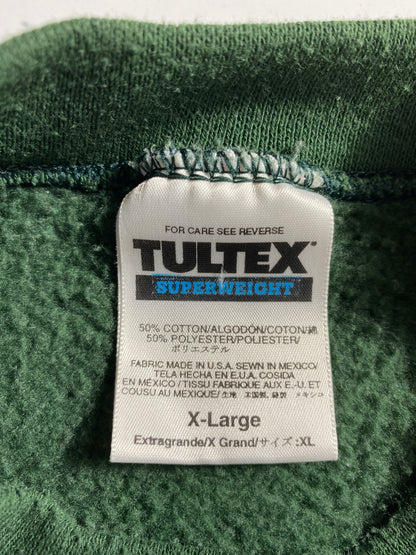 FOR CARE SEE REVERSE
TULTEX
SUPERWEIGHT
50% COTTON/ALGODÓN/COTON/綿
50% POLYESTER/POLIESTER/
ポリエステル
FABRIC MADE IN U.S.A. SEWN IN MEXICO/
TELA HECHA EN E.U.A. COSIDA
EN MÉXICO / TISSU FABRIQUE AUX E.-U. ET
COUSU AU MEXIQUE/生地 米国製, 縫製 メキシコ
X-Large
Extragrande/X Grand/サイズ :XL